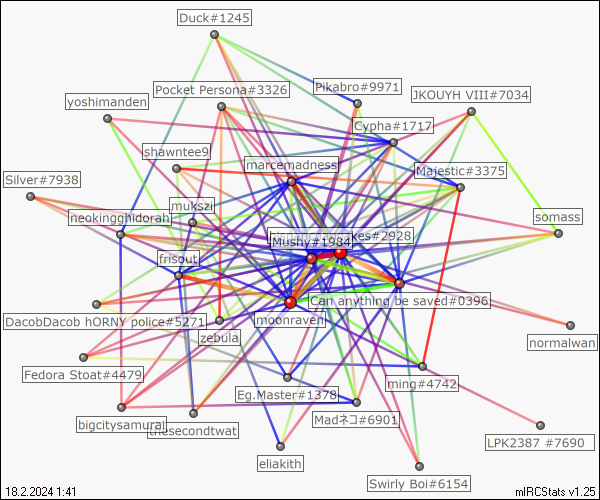 Duck#1245
Pocket Persona#3326
Pikabro#9971
JKOUYH VIII#7034
yoshimanden
Cypha#1717
shawntee9
marcemadness
Majestic#3375
Silver#7938
mukszil
neokingghidorah
somass
kes#2928
Mushy#1984
frisout
Can anything be saved#0396
DacobDacob hORNY police#5271
moonraven
zebula
normalwan
Fedora Stoat#4479
ming#4742
Eg.Master#1378
Madネコ#6901
bigcitysamurai
thesecondtwat
LPK2387 #7690
eliakith
Swirly Boi#6154
18.2.2024 1:41
mIRCStats v1.25